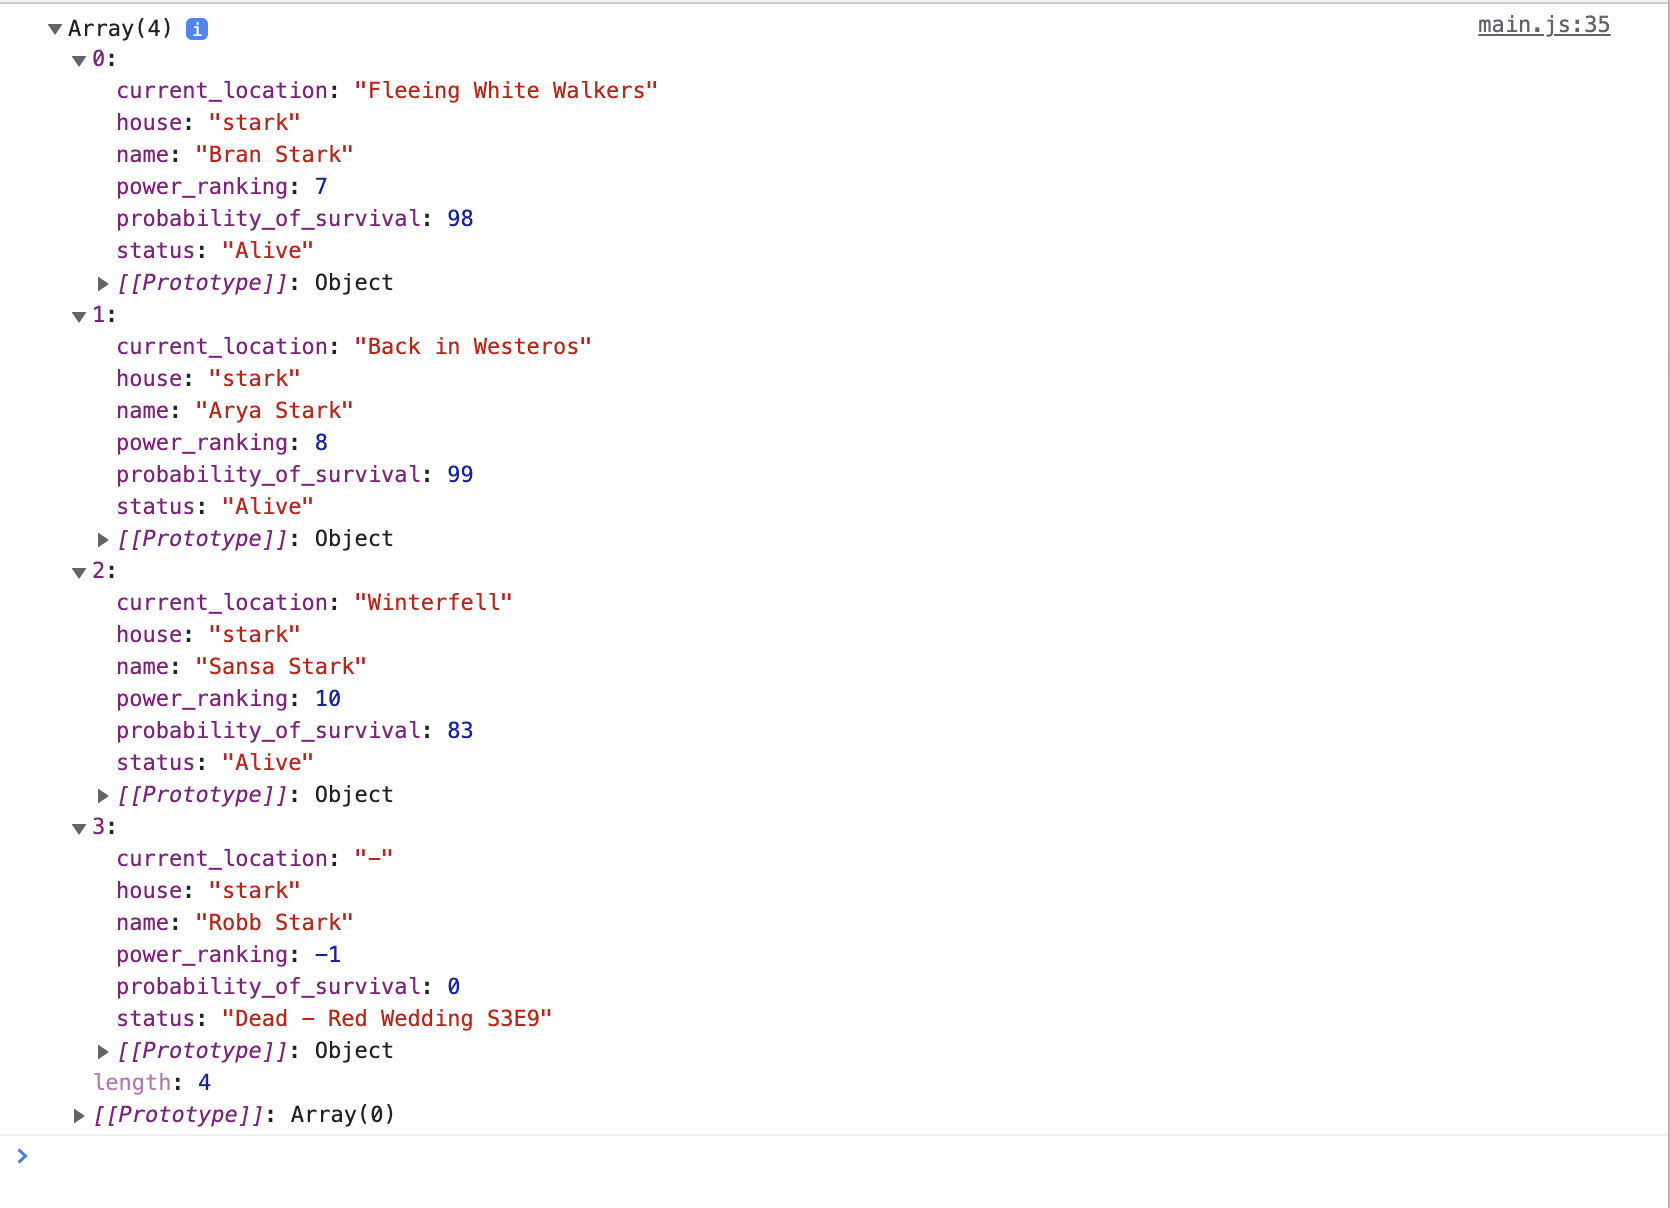 Array(4) i main.js:35
0:
current_location: "Fleeing White Walkers"
house: "stark"
name: "Bran Stark"
power_ranking: 7
probability_of_survival: 98
status: "Alive"
[[Prototype]]: Object
1:
current_location: "Back in Westeros"
house: "stark"
name: "Arya Stark"
power_ranking: 8
probability_of_survival: 99
status: "Alive"
[[Prototype]]: Object
2:
current_location: "Winterfell"
house: "stark"
name: "Sansa Stark"
power_ranking: 10
probability_of_survival: 83
status: "Alive"
[[Prototype]]: Object
3:
current_location: "–"
house: "stark"
name: "Robb Stark"
power_ranking: -1
probability_of_survival: 0
status: "Dead – Red Wedding S3E9"
[[Prototype]]: Object
length: 4
[[Prototype]]: Array(0)